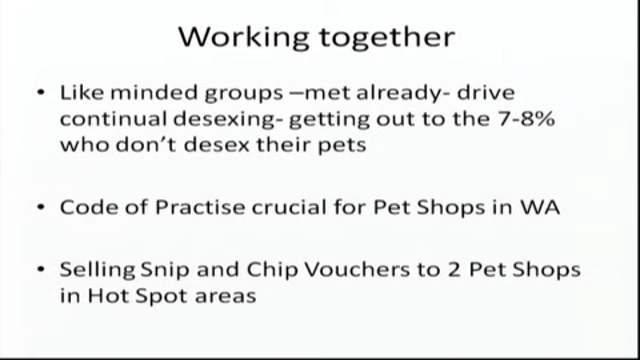 Working together
• Like minded groups –met already- drive
continual desexing- getting out to the 7-8%
who don't desex their pets
• Code of Practise crucial for Pet Shops in WA
• Selling Snip and Chip Vouchers to 2 Pet Shops
in Hot Spot areas